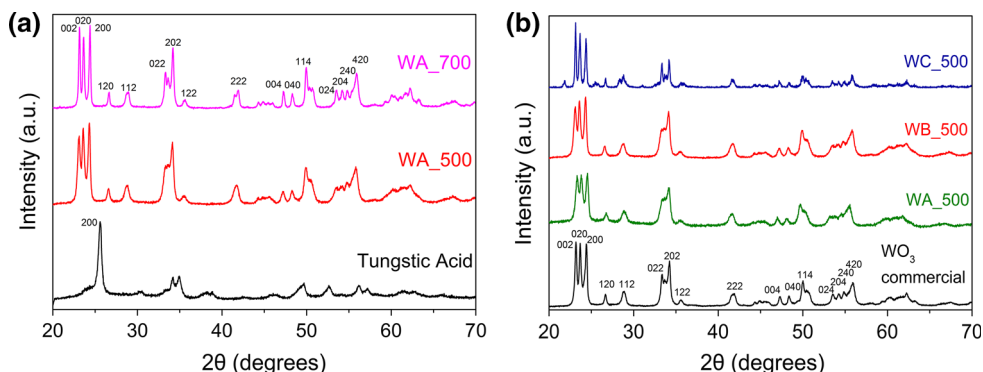 (a)
Intensity (a.u.)
002 020 200
WA_700
120 112
022 202
122
222
004 040
114
024 204 240 420
WA_500
200
Tungstic Acid
20 30 40 50 60 70
2θ (degrees)
(b)
Intensity (a.u.)
WC_500
WB_500
WA_500
002 020 200
120 112
022 202
122
222
004 040
114
024 204 240 420
WO₃
commercial
20 30 40 50 60 70
2θ (degrees)